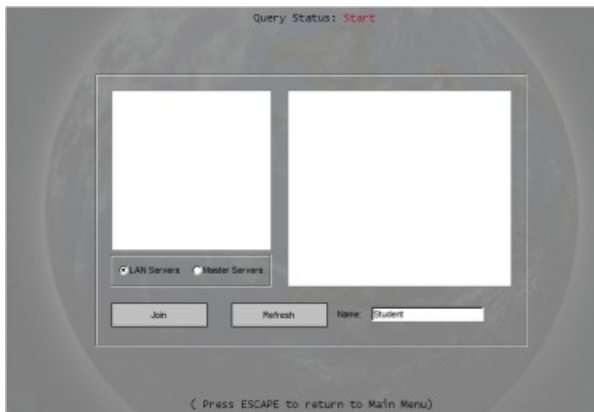 Query Status: Start
LAN Servers Master Servers
Join Refresh Name: Student
( Press ESCAPE to return to Main Menu)